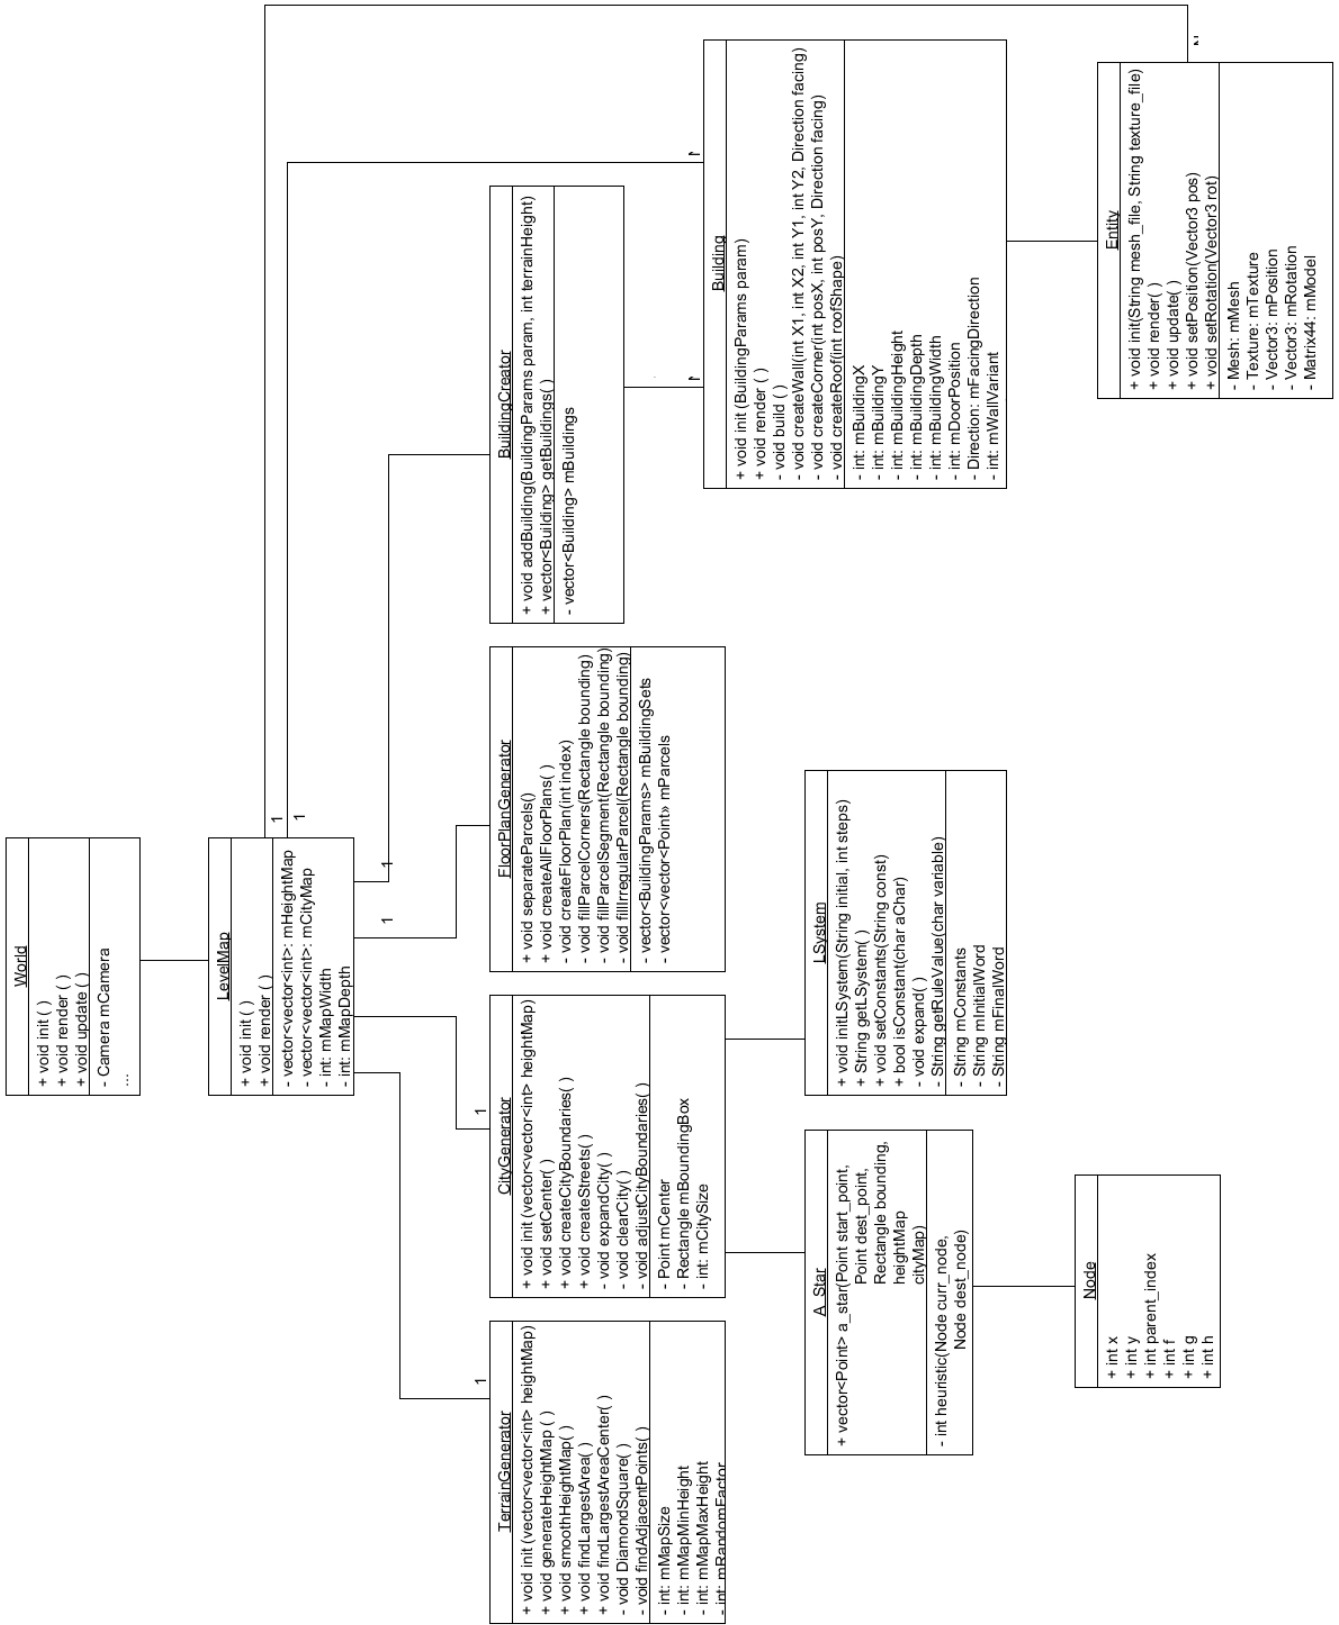 World
+ void init ( )
+ void render ( )
+ void update ( )
- Camera mCamera
...
LevelMap
+ void init ( )
+ void render ( )
- vector<vector<int>: mHeightMap
- vector<vector<int>: mCityMap
- int: mMapWidth
- int: mMapDepth
1
1
1
1
1
1
1
1
N
TerrainGenerator
+ void init (vector<vector<int> heightMap)
+ void generateHeightMap ( )
+ void smoothHeightMap( )
+ void findLargestArea( )
+ void findLargestAreaCenter( )
- void DiamondSquare( )
- void findAdjacentPoints( )
- int: mMapSize
- int: mMapMinHeight
- int: mMapMaxHeight
- int: mRandomFactor
CityGenerator
+ void init (vector<vector<int> heightMap)
+ void setCenter( )
+ void createCityBoundaries( )
+ void createStreets( )
- void expandCity( )
- void clearCity( )
- void adjustCityBoundaries( )
- Point mCenter
- Rectangle mBoundingBox
- int: mCitySize
FloorPlanGenerator
+ void separateParcels()
+ void createAllFloorPlans( )
- void createFloorPlan(int index)
- void fillParcelCorners(Rectangle bounding)
- void fillParcelSegment(Rectangle bounding)
- void fillIrregularParcel(Rectangle bounding)
- vector<BuildingParams> mBuildingSets
- vector<vector<Point» mParcels
BuildingCreator
+ void addBuilding(BuildingParams param, int terrainHeight)
+ vector<Building> getBuildings( )
- vector<Building> mBuildings
A_Star
+ vector<Point> a_star(Point start_point,
Point dest_point,
Rectangle bounding,
heightMap
cityMap)
- int heuristic(Node curr_node,
Node dest_node)
LSystem
+ void initLSystem(String initial, int steps)
+ String getLSystem( )
+ void setConstants(String const)
+ bool isConstant(char aChar)
- void expand( )
- String getRuleValue(char variable)
- String mConstants
- String mInitialWord
- String mFinalWord
Building
+ void init (BuildingParams param)
+ void render ( )
- void build ( )
- void createWall(int X1, int X2, int Y1, int Y2, Direction facing)
- void createCorner(int posX, int posY, Direction facing)
- void createRoof(int roofShape)
- int: mBuildingX
- int: mBuildingY
- int: mBuildingHeight
- int: mBuildingDepth
- int: mBuildingWidth
- int: mDoorPosition
- Direction: mFacingDirection
- int: mWallVariant
Node
+ int x
+ int y
+ int parent_index
+ int f
+ int g
+ int h
Entity
+ void init(String mesh_file, String texture_file)
+ void render( )
+ void update( )
+ void setPosition(Vector3 pos)
+ void setRotation(Vector3 rot)
- Mesh: mMesh
- Texture: mTexture
- Vector3: mPosition
- Vector3: mRotation
- Matrix44: mModel